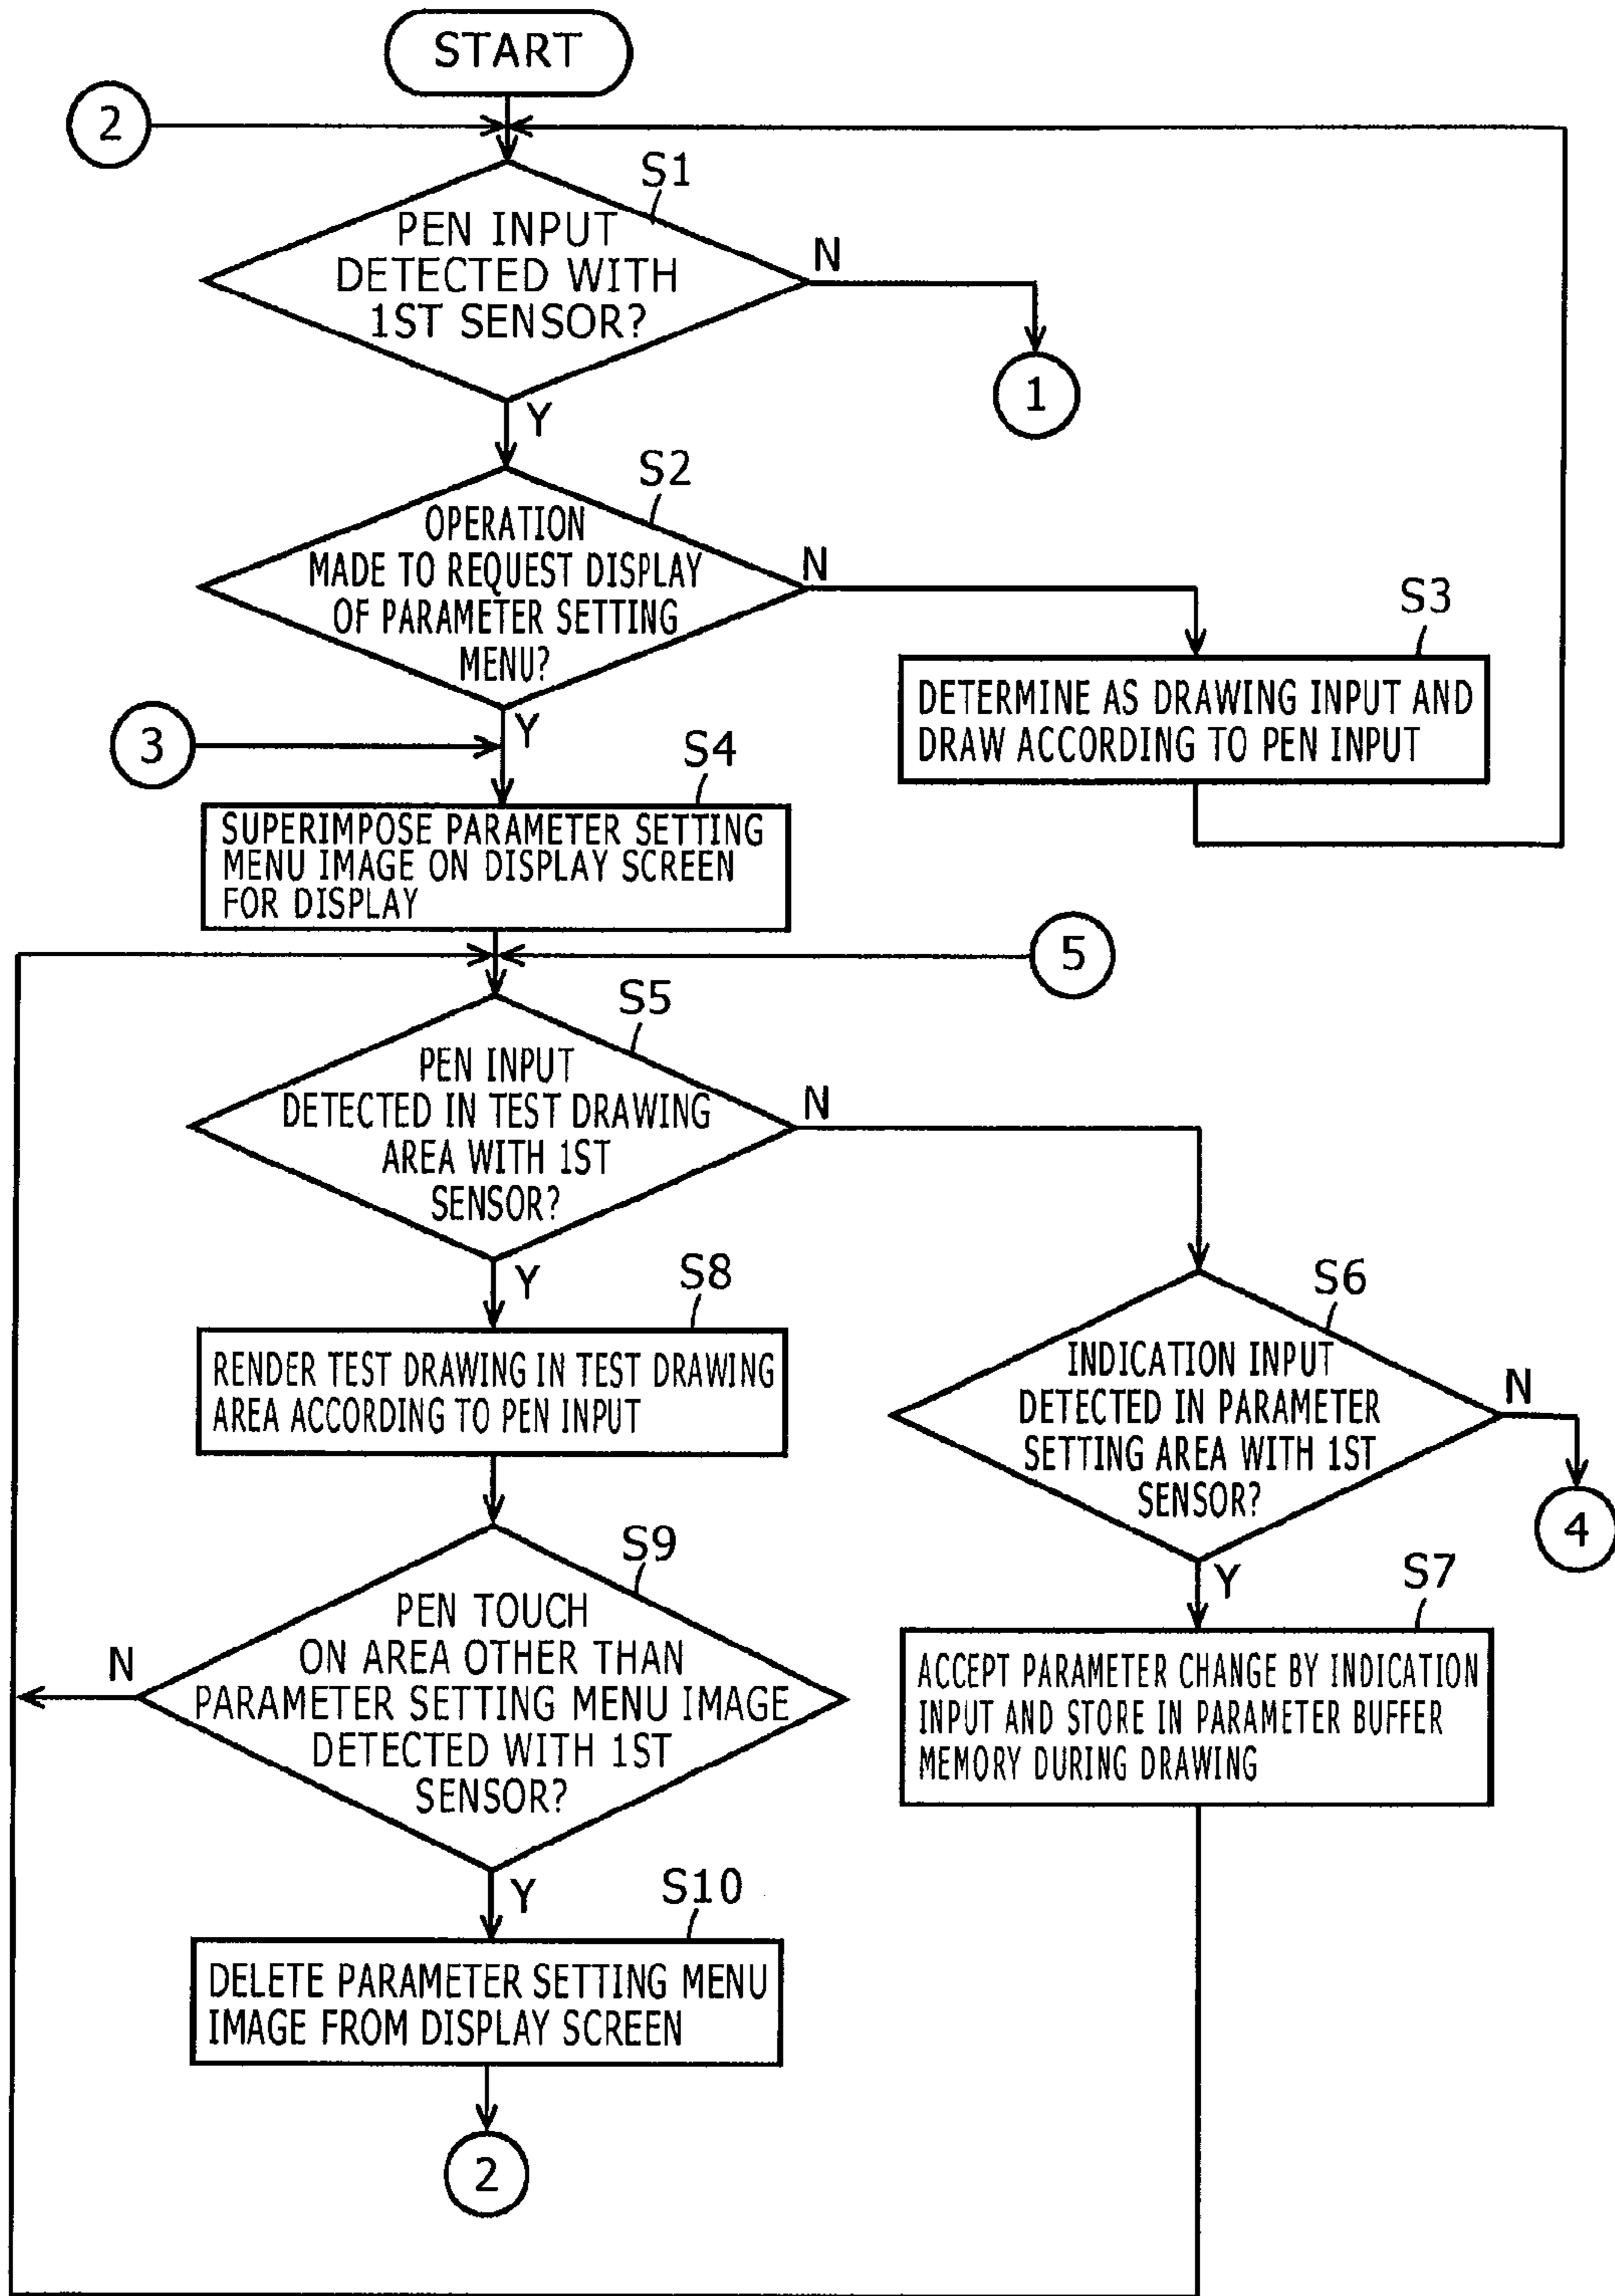 START
2
S1
PEN INPUT
DETECTED WITH
1ST SENSOR?
N
1
Y
S2
OPERATION
MADE TO REQUEST DISPLAY
OF PARAMETER SETTING
MENU?
N
S3
DETERMINE AS DRAWING INPUT AND
DRAW ACCORDING TO PEN INPUT
Y
3
S4
SUPERIMPOSE PARAMETER SETTING
MENU IMAGE ON DISPLAY SCREEN
FOR DISPLAY
5
S5
PEN INPUT
DETECTED IN TEST DRAWING
AREA WITH 1ST
SENSOR?
N
Y
S6
INDICATION INPUT
DETECTED IN PARAMETER
SETTING AREA WITH 1ST
SENSOR?
N
4
Y
S7
ACCEPT PARAMETER CHANGE BY INDICATION
INPUT AND STORE IN PARAMETER BUFFER
MEMORY DURING DRAWING
S8
RENDER TEST DRAWING IN TEST DRAWING
AREA ACCORDING TO PEN INPUT
S9
PEN TOUCH
ON AREA OTHER THAN
PARAMETER SETTING MENU IMAGE
DETECTED WITH 1ST
SENSOR?
N
Y
S10
DELETE PARAMETER SETTING MENU
IMAGE FROM DISPLAY SCREEN
2